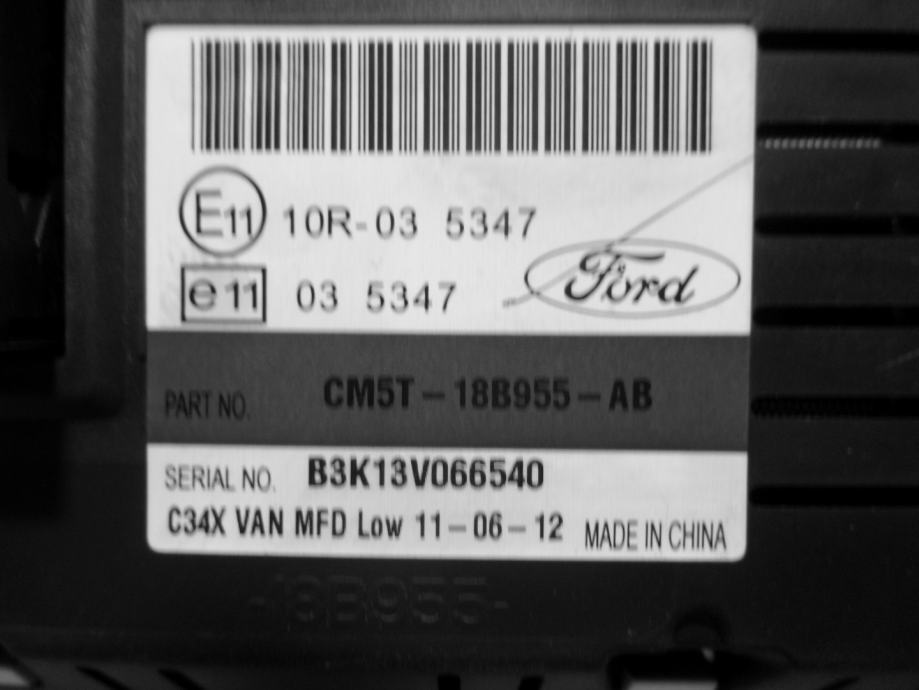 E11 10R-03 5347
e11 03 5347
Ford
PART NO. CM5T-18B955-AB
SERIAL NO. B3K13V066540
C34X VAN MFD Low 11-06-12 MADE IN CHINA
-18B955-